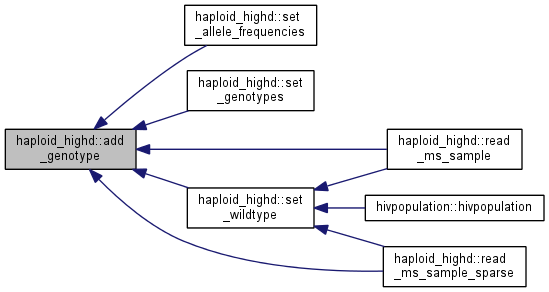 haploid_highd::set
_allele_frequencies
haploid_highd::set
_genotypes
haploid_highd::add
_genotype
haploid_highd::read
_ms_sample
haploid_highd::set
_wildtype
hivpopulation::hivpopulation
haploid_highd::read
_ms_sample_sparse